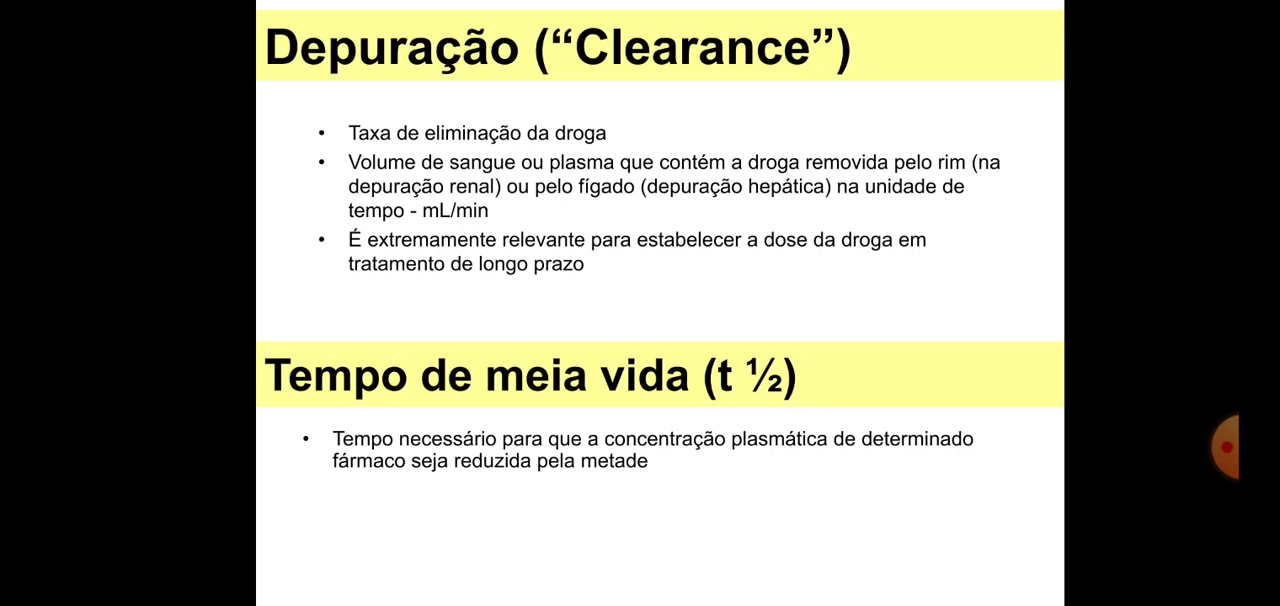 Depuração (“Clearance”)
• Taxa de eliminação da droga
• Volume de sangue ou plasma que contém a droga removida pelo rim (na
depuração renal) ou pelo fígado (depuração hepática) na unidade de
tempo - mL/min
• É extremamente relevante para estabelecer a dose da droga em
tratamento de longo prazo
Tempo de meia vida (t ½)
• Tempo necessário para que a concentração plasmática de determinado
fármaco seja reduzida pela metade